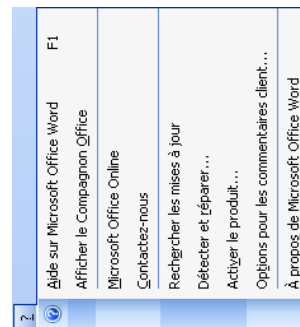 ?
Aide sur Microsoft Office Word F1
Afficher le Compagnon Office
Microsoft Office Online
Contactez-nous
Rechercher les mises à jour
Détecter et réparer...
Activer le produit...
Options pour les commentaires client...
À propos de Microsoft Office Word